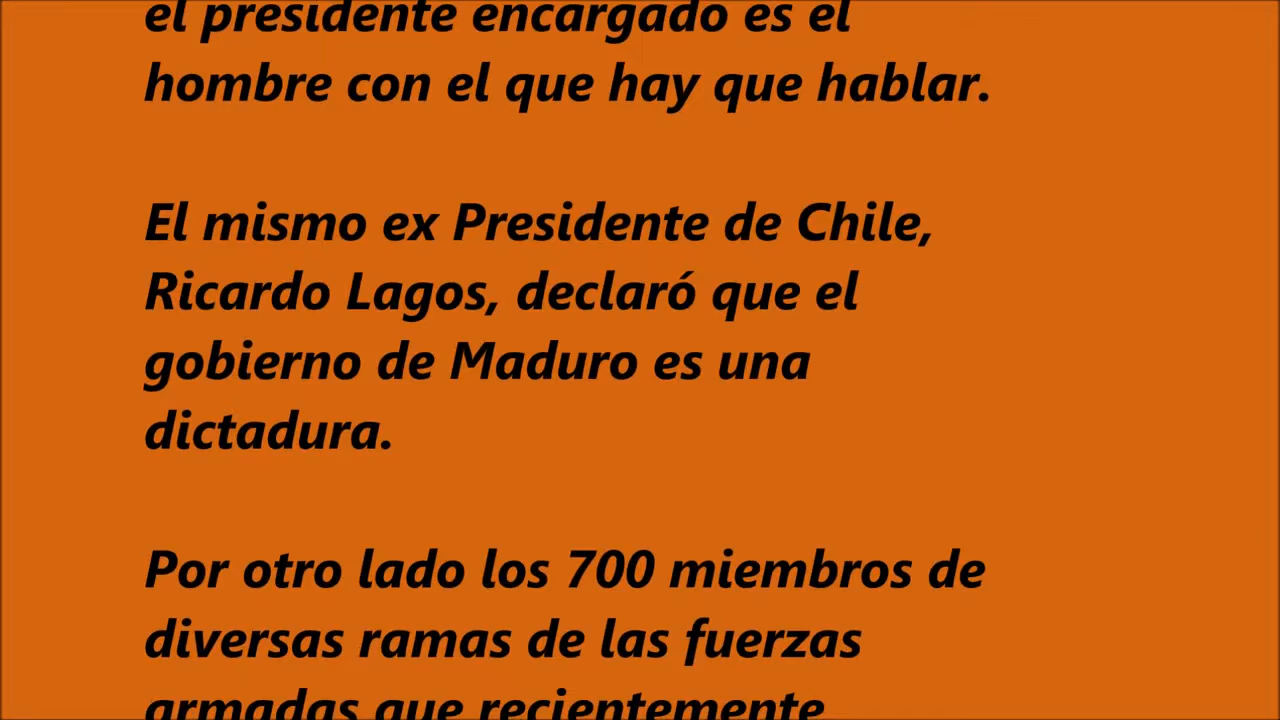 el presidente encargado es el
hombre con el que hay que hablar.
El mismo ex Presidente de Chile,
Ricardo Lagos, declaró que el
gobierno de Maduro es una
dictadura.
Por otro lado los 700 miembros de
diversas ramas de las fuerzas
armadas que recientemente